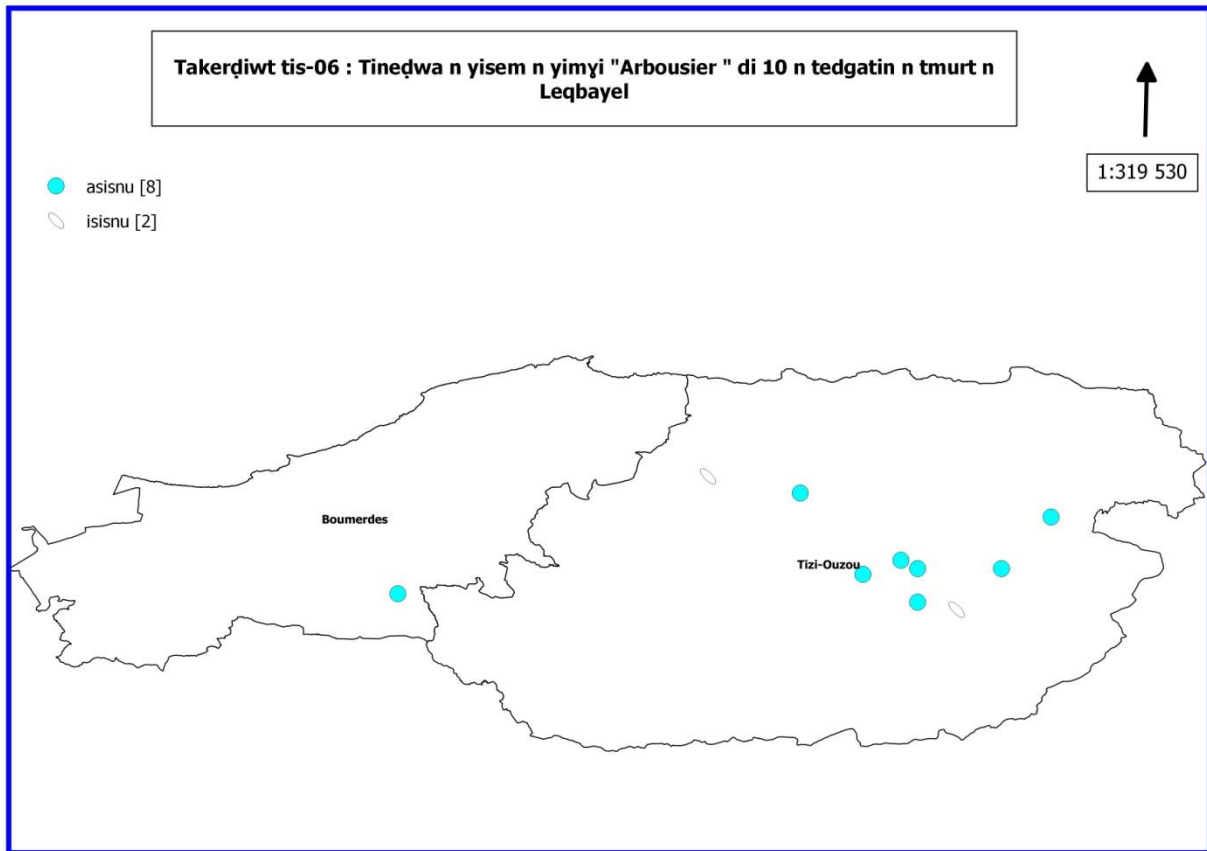 Takerḍiwt tis-06 : Tineḍwa n yisem n yimɣi "Arbousier " di 10 n tedgatin n tmurt n
Leqbayel
1:319 530
asisnu [8]
isisnu [2]
Boumerdes
Tizi-Ouzou